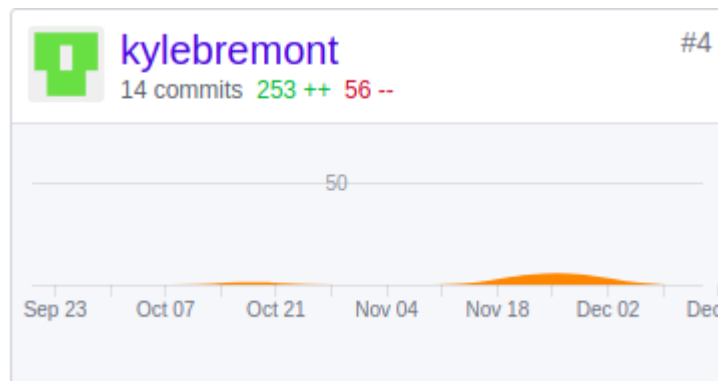 kylebremont #4
14 commits 253 ++ 56 --
50
Sep 23 Oct 07 Oct 21 Nov 04 Nov 18 Dec 02 Dec